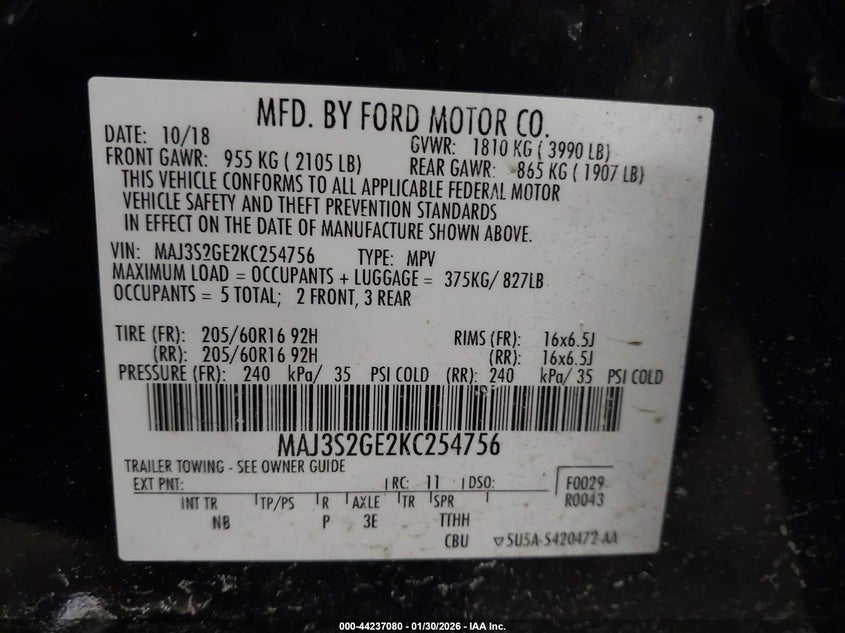 MFD. BY FORD MOTOR CO.
DATE: 10/18 GVWR: 1810 KG ( 3990 LB)
FRONT GAWR: 955 KG ( 2105 LB) REAR GAWR: 865 KG ( 1907 LB)
THIS VEHICLE CONFORMS TO ALL APPLICABLE FEDERAL MOTOR
VEHICLE SAFETY AND THEFT PREVENTION STANDARDS
IN EFFECT ON THE DATE OF MANUFACTURE SHOWN ABOVE.
VIN: MAJ3S2GE2KC254756 TYPE: MPV
MAXIMUM LOAD = OCCUPANTS + LUGGAGE = 375KG/ 827LB
OCCUPANTS = 5 TOTAL; 2 FRONT, 3 REAR
TIRE (FR): 205/60R16 92H RIMS (FR): 16x6.5J
(RR): 205/60R16 92H (RR): 16x6.5J
PRESSURE (FR): 240 kPa/ 35 PSI COLD (RR): 240 kPa/ 35 PSI COLD
MAJ3S2GE2KC254756
TRAILER TOWING - SEE OWNER GUIDE
EXT PNT: RC: 11 DSO: F0029
INT TR TP/PS R AXLE TR SPR R0043
NB P 3E TTHH
CBU 5U5A-5420472-AA
000-44237080 - 01/30/2026 - IAA Inc.